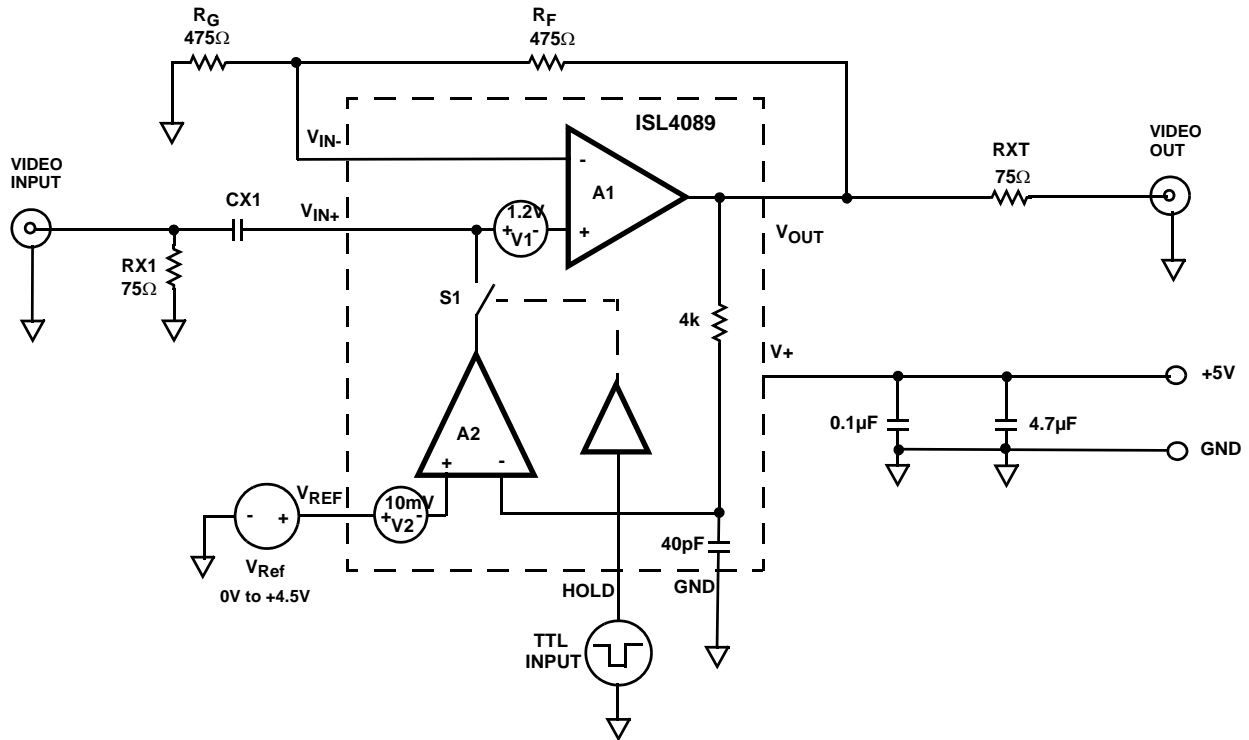 RG
475Ω
RF
475Ω
ISL4089
VIN-
VIDEO
INPUT
CX1
VIN+
1.2V
+ -
V1
-
A1
+
VOUT
RXT
75Ω
VIDEO
OUT
RX1
75Ω
S1
4k
V+
+5V
0.1µF
4.7µF
GND
A2
+ -
VREF
10mV
+ -
V2
- +
VRef
0V to +4.5V
40pF
HOLD
GND
TTL
INPUT